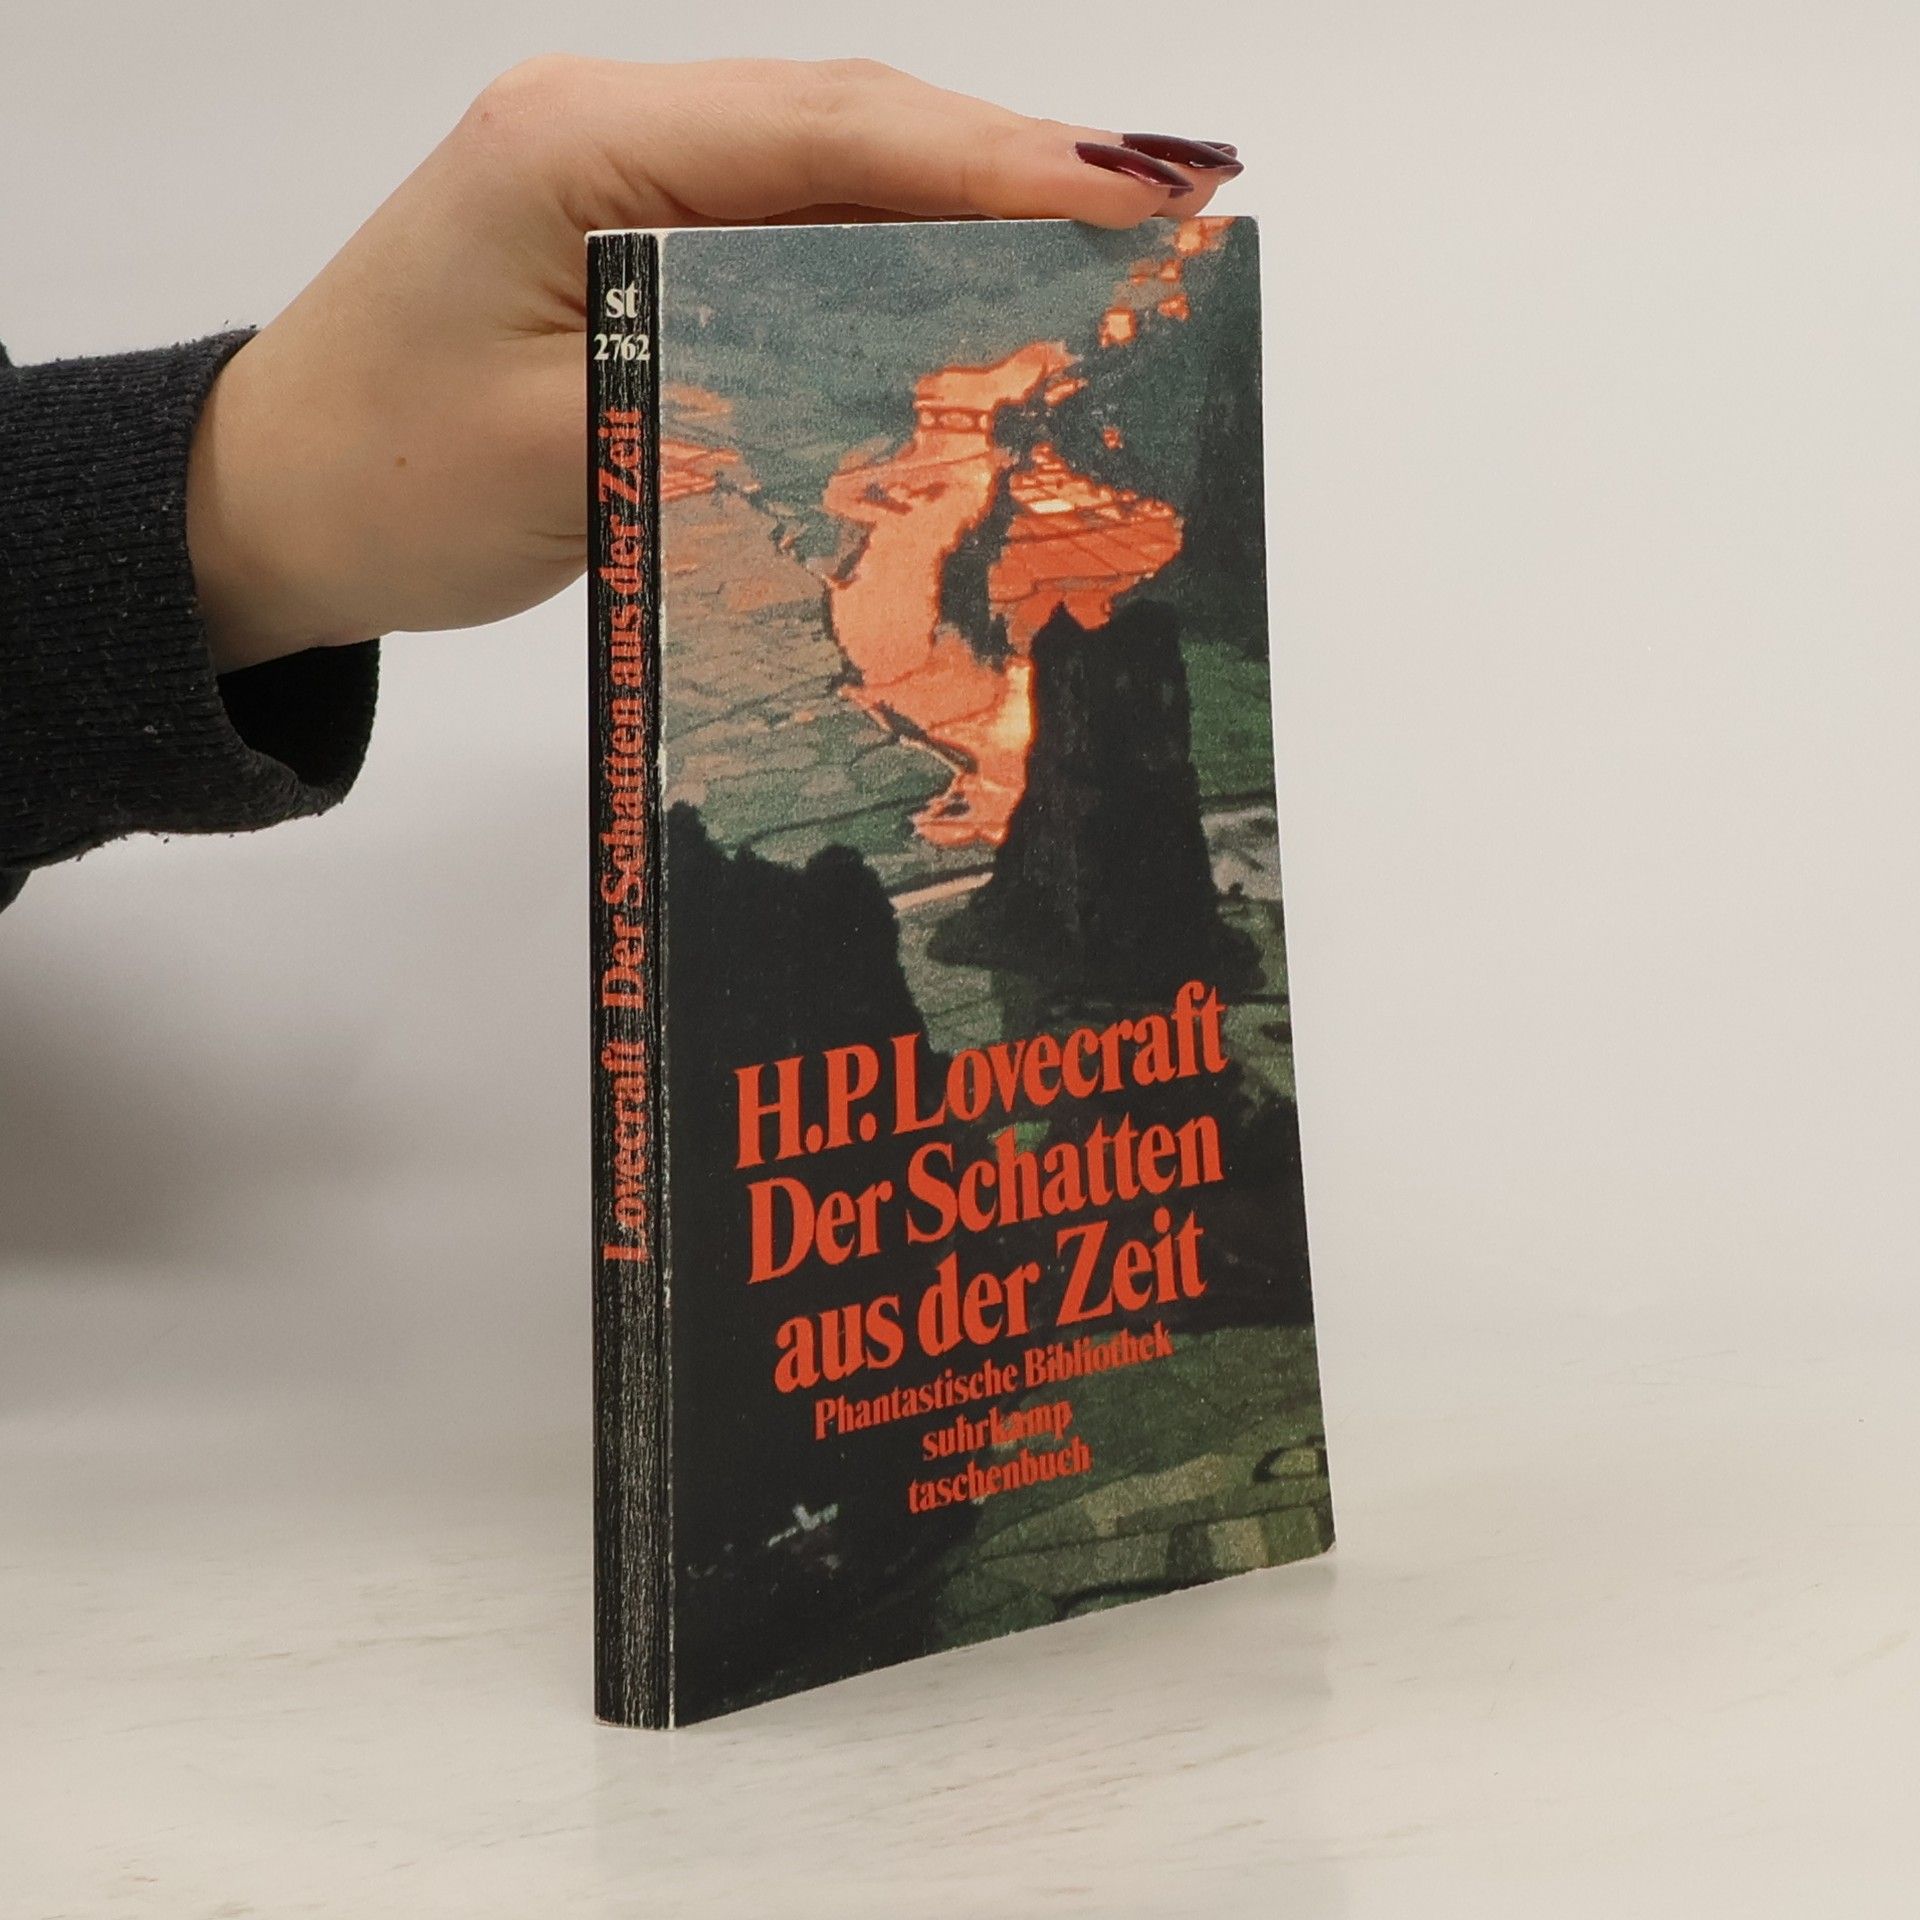 st
2762
Lovecraft Der Schatten aus der Zeit
H.P. Lovecraft
Der Schatten
aus der Zeit
Phantastische Bibliothek
suhrkamp
taschenbuch